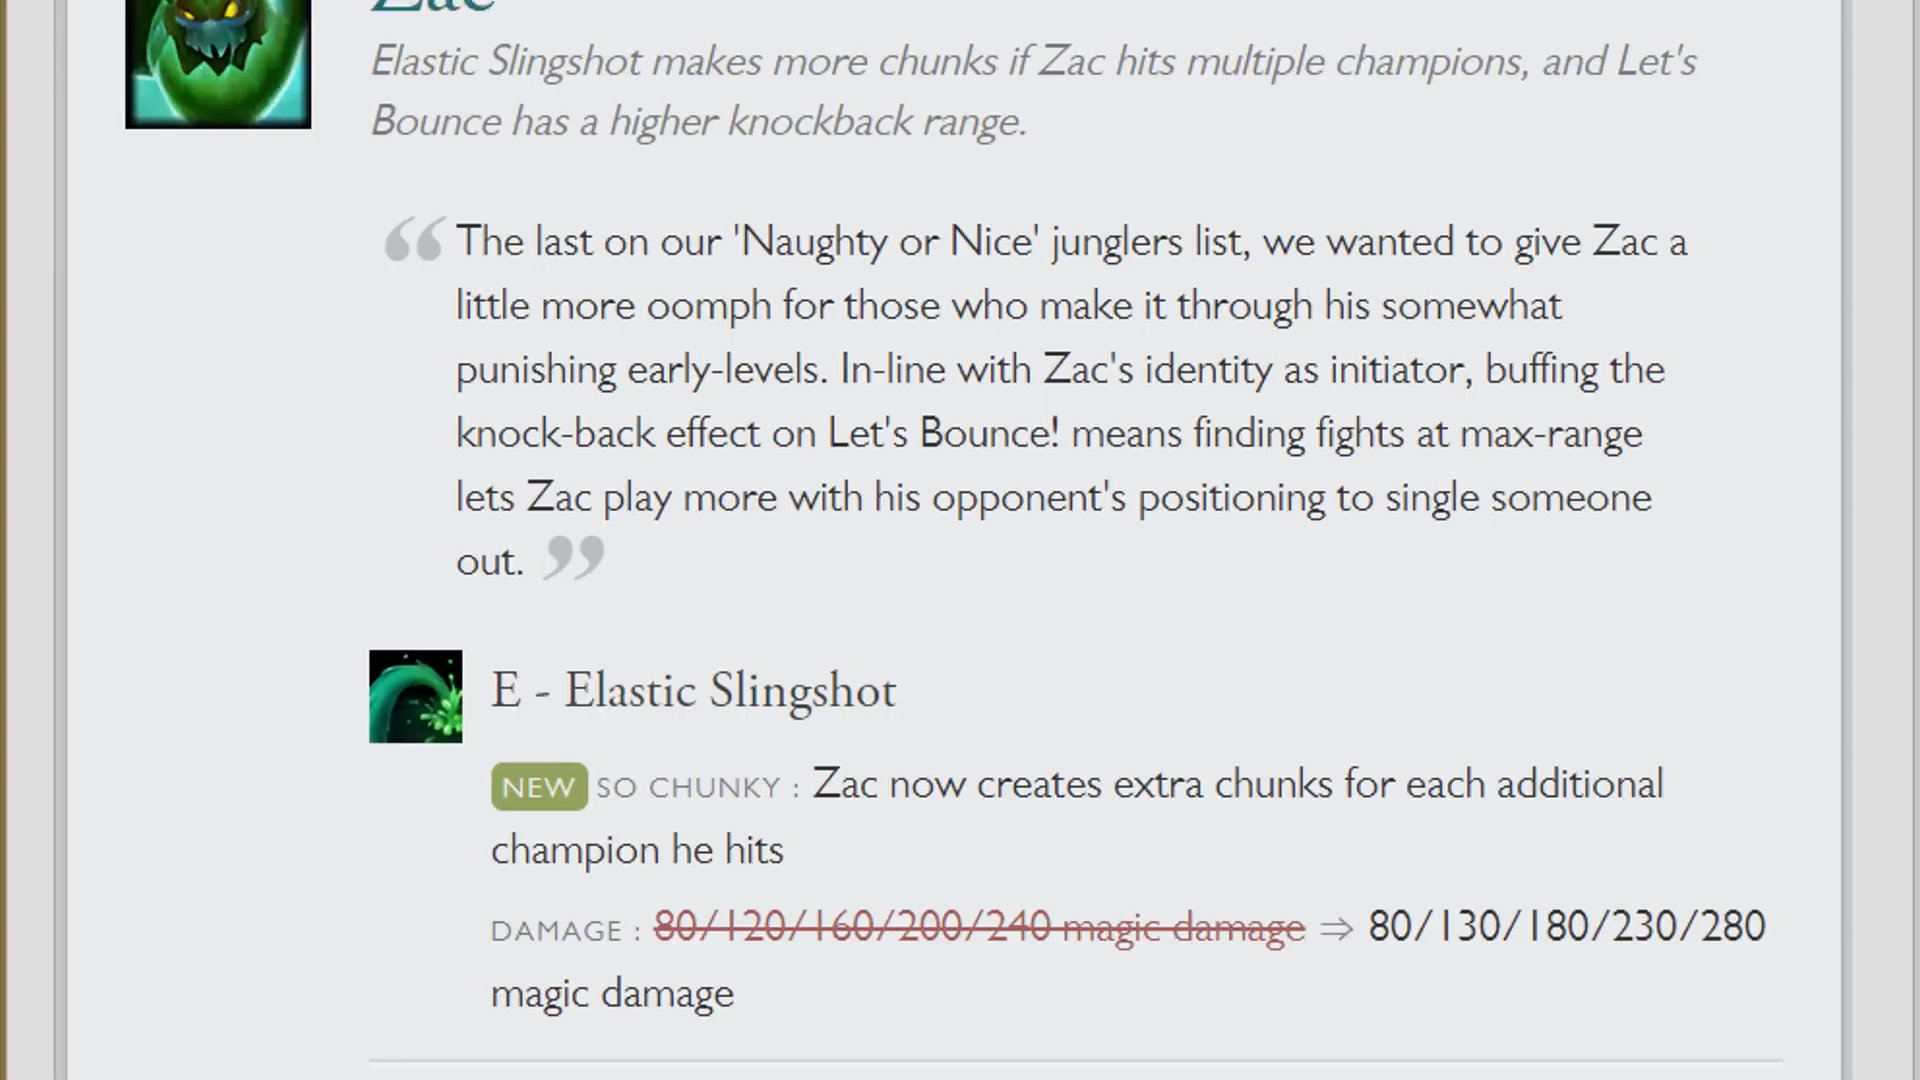 Zac
Elastic Slingshot makes more chunks if Zac hits multiple champions, and Let's
Bounce has a higher knockback range.
“The last on our 'Naughty or Nice' junglers list, we wanted to give Zac a
little more oomph for those who make it through his somewhat
punishing early-levels. In-line with Zac's identity as initiator, buffing the
knock-back effect on Let's Bounce! means finding fights at max-range
lets Zac play more with his opponent's positioning to single someone
out. ”
E - Elastic Slingshot
NEW SO CHUNKY : Zac now creates extra chunks for each additional
champion he hits
DAMAGE : 80/120/160/200/240 magic damage ⇒ 80/130/180/230/280
magic damage